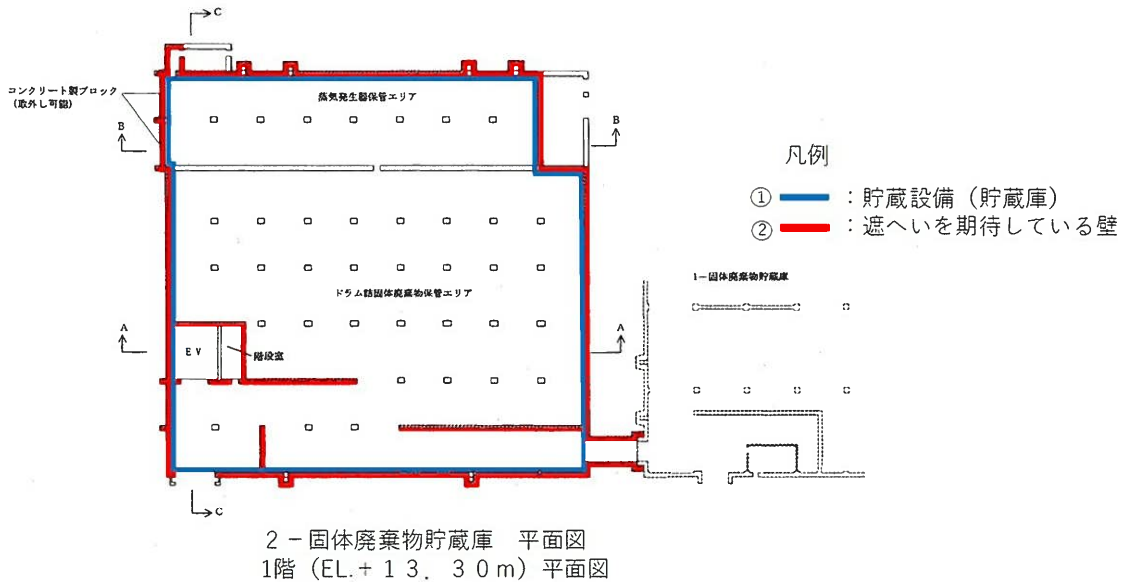 C
コンクリート製ブロック
(取外し可能)
蒸気発生器保管エリア
B
B
凡例
① ：貯蔵設備（貯蔵庫）
② ：遮へいを期待している壁
1－固体廃棄物貯蔵庫
ドラム詰固体廃棄物保管エリア
A
A
EV
階段室
C
２－固体廃棄物貯蔵庫　平面図
1階（EL.＋１３．３０ｍ）平面図